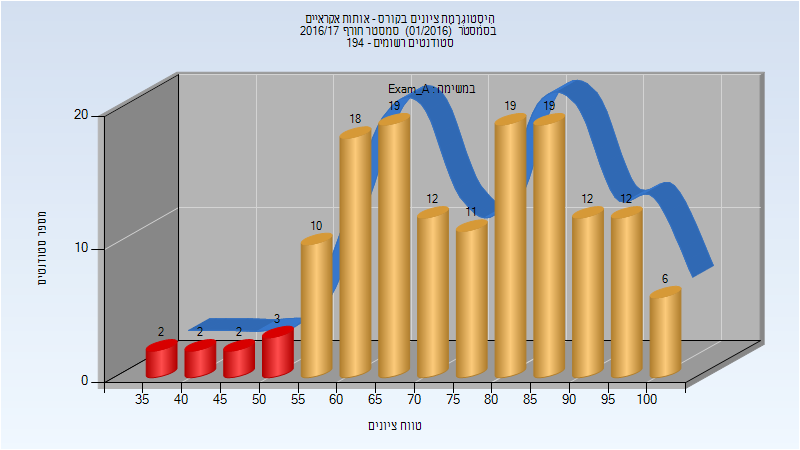 היסטוגרמת ציונים בקורס - אותות אקראיים
בסמסטר (01/2016) סמסטר חורף 2016/17
סטודנטים רשומים - 194
במשימה: Exam_A
מספר סטודנטים
20
10
0
2
2
2
3
10
18
19
12
11
19
19
12
12
6
35 40 45 50 55 60 65 70 75 80 85 90 95 100
טווח ציונים